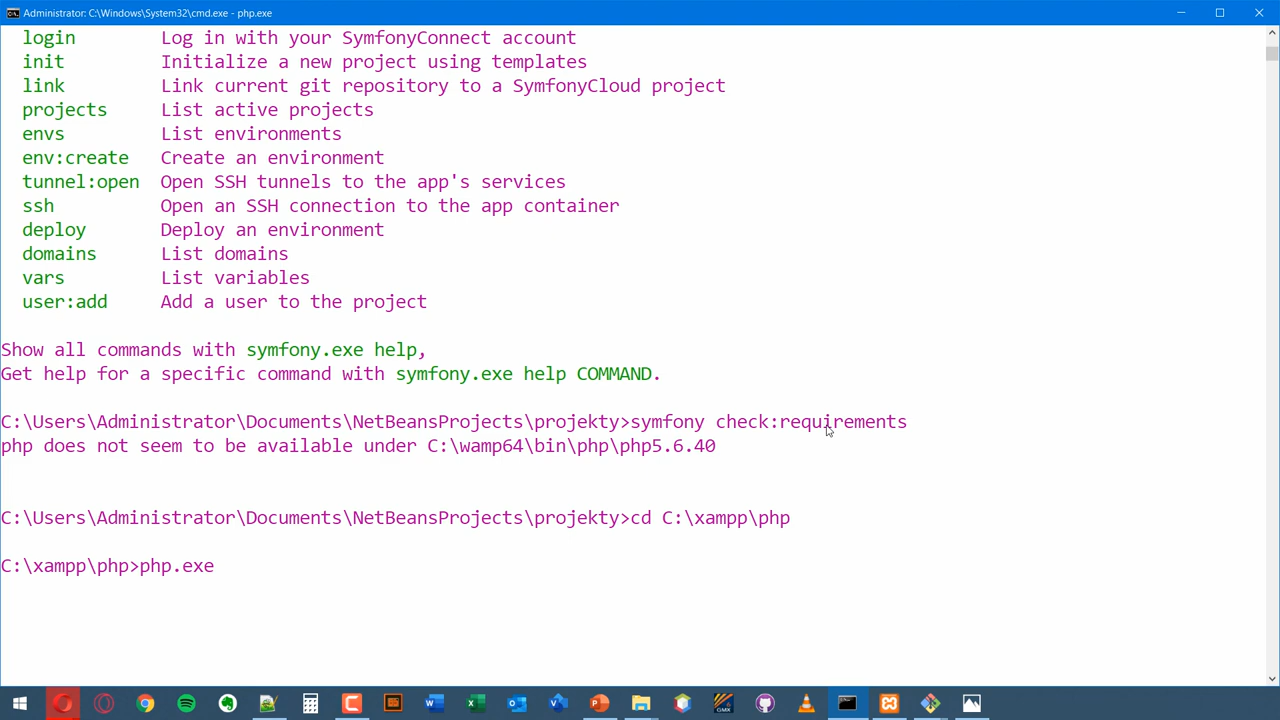 Administrator: C:\Windows\System32\cmd.exe - php.exe
login Log in with your SymfonyConnect account
init Initialize a new project using templates
link Link current git repository to a SymfonyCloud project
projects List active projects
envs List environments
env:create Create an environment
tunnel:open Open SSH tunnels to the app's services
ssh Open an SSH connection to the app container
deploy Deploy an environment
domains List domains
vars List variables
user:add Add a user to the project
Show all commands with symfony.exe help,
Get help for a specific command with symfony.exe help COMMAND.
C:\Users\Administrator\Documents\NetBeansProjects\projekty>symfony check:requirements
php does not seem to be available under C:\wamp64\bin\php\php5.6.40
C:\Users\Administrator\Documents\NetBeansProjects\projekty>cd C:\xampp\php
C:\xampp\php>php.exe
GMX